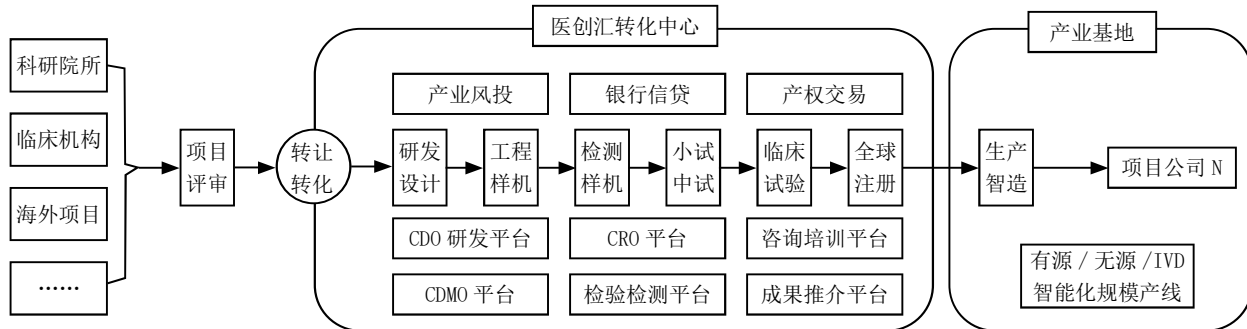 医创汇转化中心
产业基地
科研院所
临床机构
海外项目
……
项目
评审
转让
转化
产业风投
银行信贷
产权交易
研发
设计
工程
样机
检测
样机
小试
中试
临床
试验
全球
注册
CDO 研发平台
CRO 平台
咨询培训平台
CDMO 平台
检验检测平台
成果推介平台
生产
智造
项目公司 N
有源 / 无源 /IVD
智能化规模产线